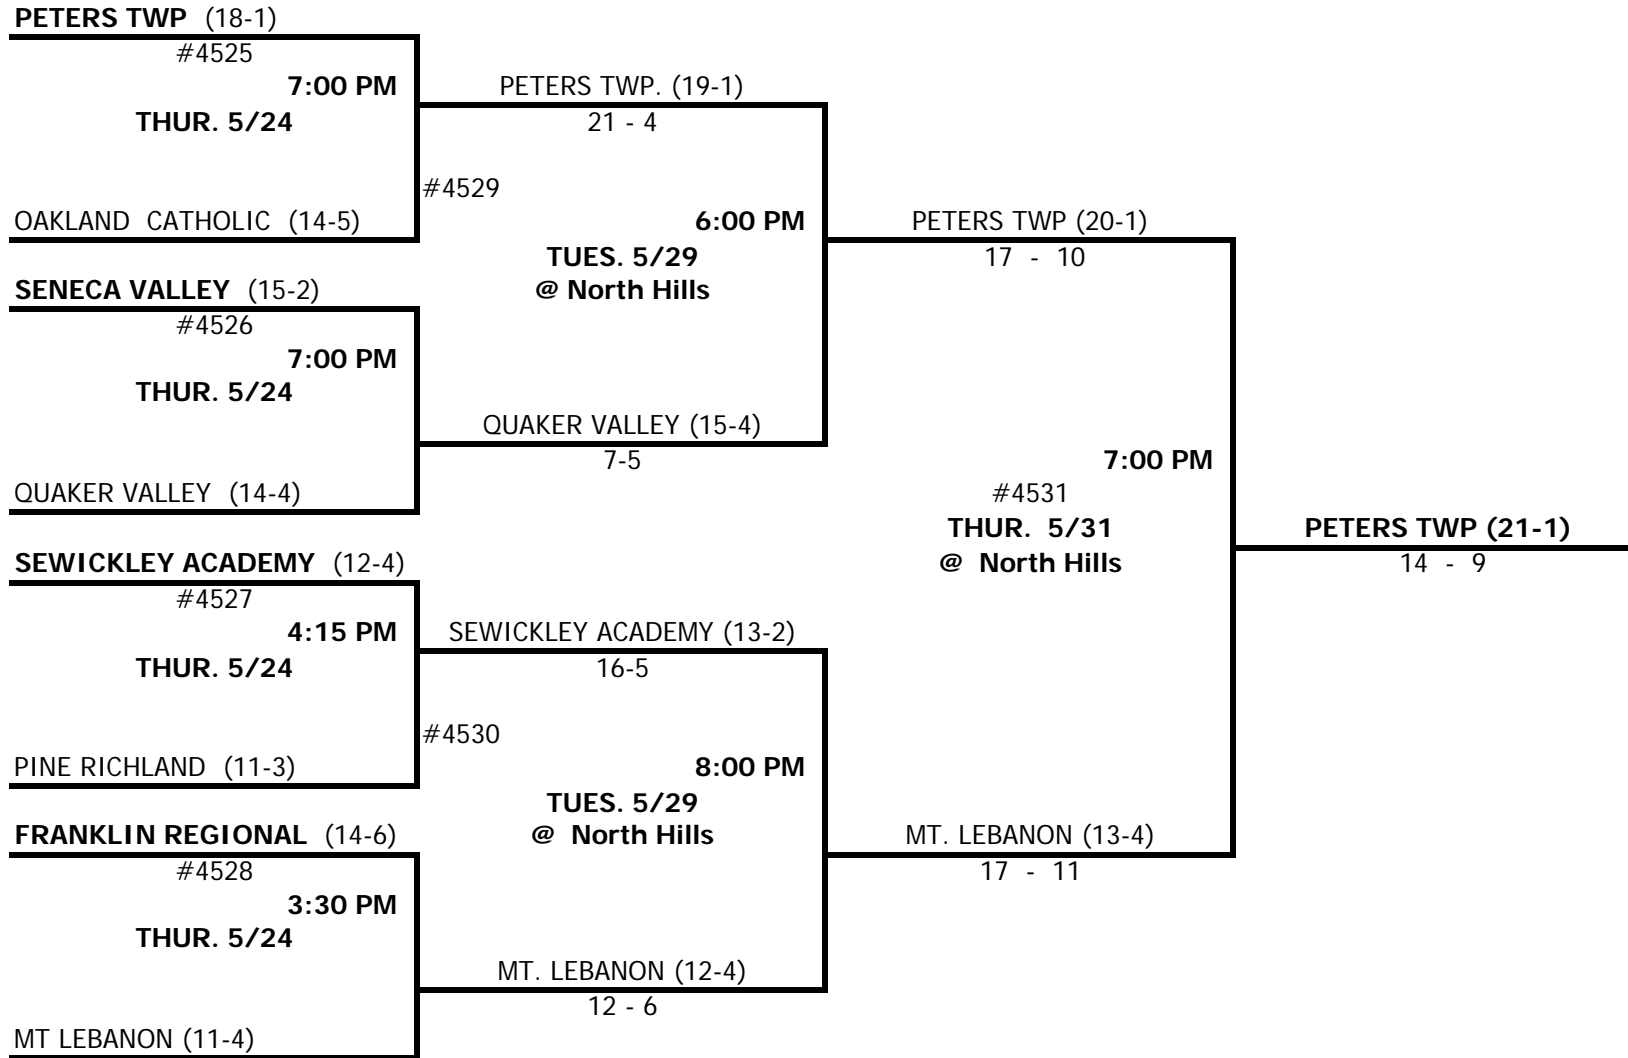 PETERS TWP (18-1)
#4525
7:00 PM
THUR. 5/24
OAKLAND CATHOLIC (14-5)
SENECA VALLEY (15-2)
#4526
7:00 PM
THUR. 5/24
QUAKER VALLEY (14-4)
SEWICKLEY ACADEMY (12-4)
#4527
4:15 PM
THUR. 5/24
PINE RICHLAND (11-3)
FRANKLIN REGIONAL (14-6)
#4528
3:30 PM
THUR. 5/24
MT LEBANON (11-4)
PETERS TWP. (19-1)
21 - 4
#4529
6:00 PM
TUES. 5/29
@ North Hills
QUAKER VALLEY (15-4)
7-5
SEWICKLEY ACADEMY (13-2)
16-5
#4530
8:00 PM
TUES. 5/29
@ North Hills
MT. LEBANON (12-4)
12 - 6
PETERS TWP (20-1)
17 - 10
7:00 PM
#4531
THUR. 5/31
@ North Hills
MT. LEBANON (13-4)
17 - 11
PETERS TWP (21-1)
14 - 9